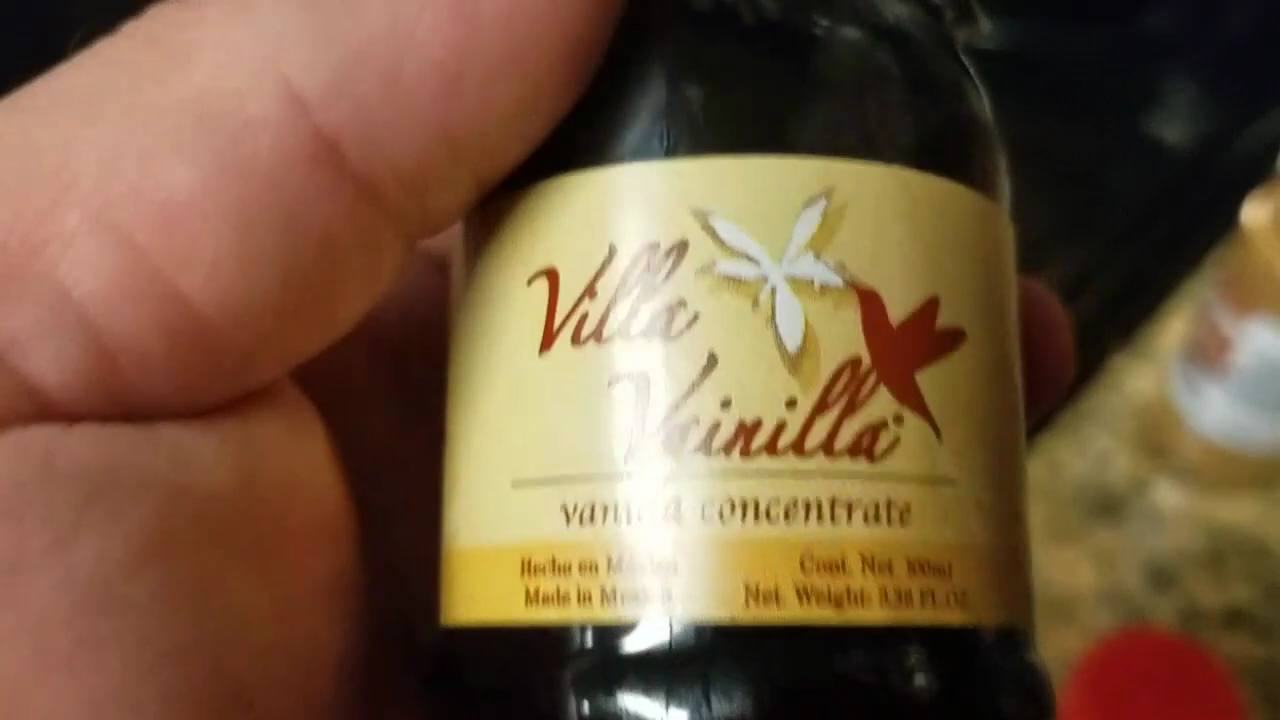 Villa
Vainilla®
vanilla concentrate
Hecho en México
Cont. Net. 100ml
Made in Mexico
Net. Weight: 3.38 FL.OZ